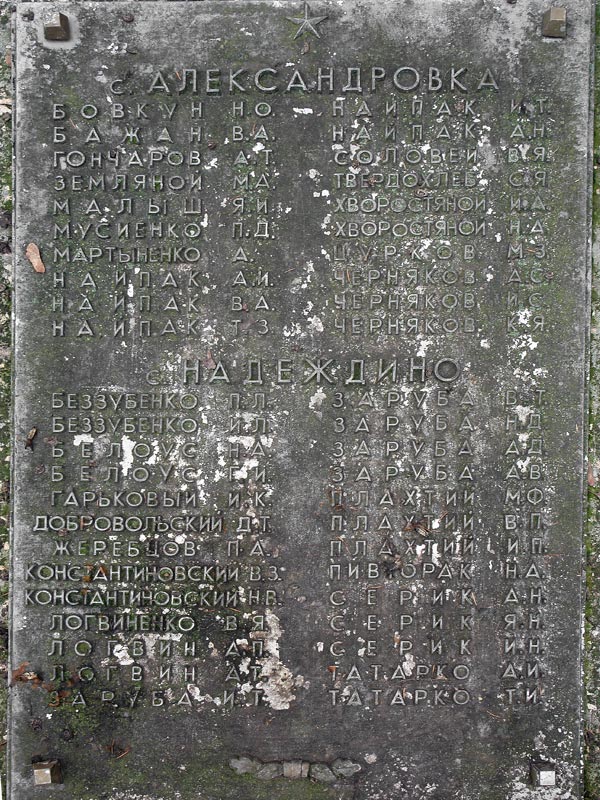 с. АЛЕКСАНДРОВКА
БОВКУН Н.О.
БАЖАН В.А.
ГОНЧАРОВ А.Т.
ЗЕМЛЯНОЙ М.А.
МАЛЫШ Я.И.
МУСИЕНКО П.Д.
МАРТЫНЕНКО А.
НАЙПАК А.И.
НАЙПАК В.А.
НАЙПАК Т.З.
НАЙПАК И.Т.
НАЙПАК А.Н.
СОЛОВЕЙ В.Я.
ТВЕРДОХЛЕБ С.Я.
ХВОРОСТЯНОЙ И.А.
ХВОРОСТЯНОЙ Н.А.
ЦУРКОВ М.З.
ЧЕРНЯКОВ А.С.
ЧЕРНЯКОВ И.С.
ЧЕРНЯКОВ К.Я.
с. НАДЕЖДИНО
БЕЗЗУБЕНКО П.Л.
БЕЗЗУБЕНКО И.Л.
БЕЛОУС Н.А.
БЕЛОУС Г.И.
ГАРЬКОВЫЙ И.К.
ДОБРОВОЛЬСКИЙ Д.Т.
ЖЕРЕБЦОВ П.А.
КОНСТАНТИНОВСКИЙ В.З.
КОНСТАНТИНОВСКИЙ Н.В.
ЛОГВИНЕНКО В.Я.
ЛОГВИН А.П.
ЛОГВИН А.Т.
ЗАРУБА И.Т.
ЗАРУБА В.Т.
ЗАРУБА Н.Д.
ЗАРУБА А.Д.
ЗАРУБА А.В.
ПЛАХТИЙ М.Ф.
ПЛАХТИЙ В.П.
ПЛАХТИЙ И.П.
ПИВТОРАК Н.А.
СЕРИК А.Н.
СЕРИК Я.Н.
СЕРИК И.Н.
ТАТАРКО А.И.
ТАТАРКО Т.И.